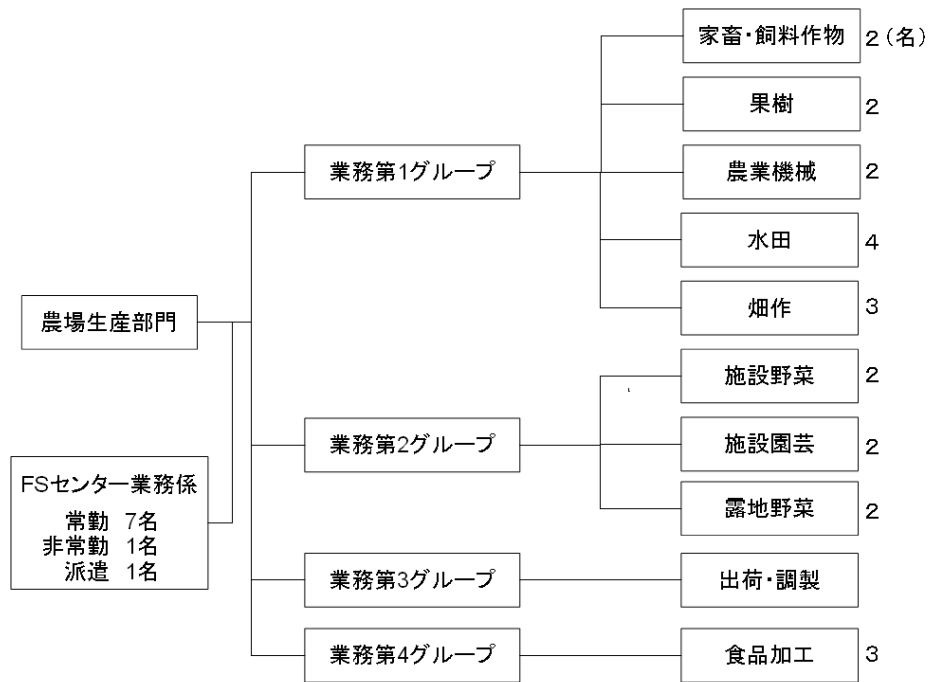 農場生産部門
FSセンター業務係
常勤 7名
非常勤 1名
派遣 1名
業務第1グループ
家畜・飼料作物 2(名)
果樹 2
農業機械 2
水田 4
畑作 3
業務第2グループ
施設野菜 2
施設園芸 2
露地野菜 2
業務第3グループ
出荷・調製
業務第4グループ
食品加工 3